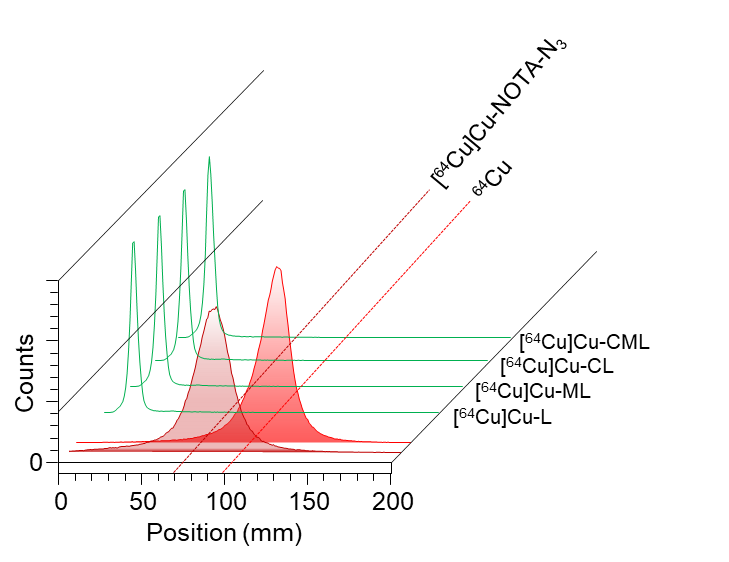 [⁶⁴Cu]Cu-NOTA-N₃
⁶⁴Cu
[⁶⁴Cu]Cu-CML
[⁶⁴Cu]Cu-CL
[⁶⁴Cu]Cu-ML
[⁶⁴Cu]Cu-L
Counts
0
0 50 100 150 200
Position (mm)